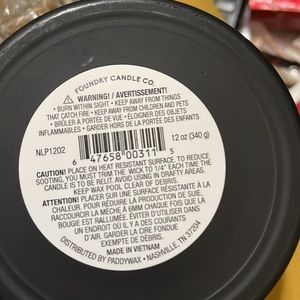 FOUNDRY CANDLE CO.
WARNING! / AVERTISSEMENT!
• BURN WITHIN SIGHT • KEEP AWAY FROM THINGS
THAT CATCH FIRE • KEEP AWAY FROM CHILDREN AND PETS
• BRÛLER À PORTÉE DE VUE • ÉLOIGNER DES OBJETS
INFLAMMABLES • GARDER HORS DE LA PORTÉE DES ENFANTS
NLP1202
12 oz (340 g)
6 47658 00311 5
CAUTION! PLACE ON HEAT RESISTANT SURFACE. TO REDUCE
SOOTING, YOU MUST TRIM THE WICK TO 1/4" EACH TIME THE
CANDLE IS LIT. AVOID USING IN DRAFTY AREAS.
KEEP WAX POOL CLEAR OF DEBRIS.
ATTENTION! PLACER SUR UNE SURFACE RÉSISTANTE À LA
CHALEUR. POUR RÉDUIRE LA SUIE, IL FAUT
RACCOURCIR LA MÈCHE À 6MM CHAQUE FOIS QUE LA
BOUGIE EST RALLUMÉE. ÉVITER D'UTILISER DANS
UN ENDROIT OÙ IL Y A DES COURANTS
D'AIR. GARDER LA CIRE FONDUE
EXEMPTE DE DÉBRIS.
MADE IN VIETNAM
DISTRIBUTED BY PADDYWAX • NASHVILLE, TN 37204